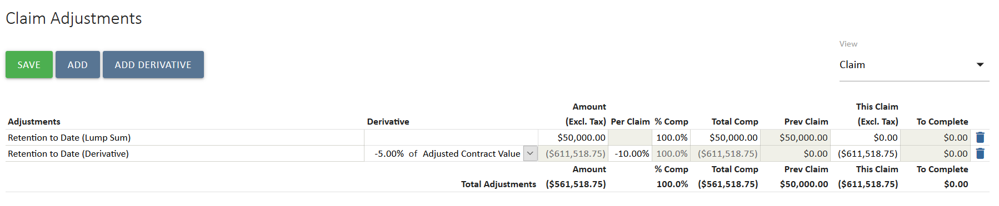 Claim Adjustments
View
SAVE ADD ADD DERIVATIVE Claim
Amount This Claim
Adjustments Derivative (Excl. Tax) Per Claim % Comp Total Comp Prev Claim (Excl. Tax) To Complete
Retention to Date (Lump Sum) $50,000.00 100.0% $50,000.00 $50,000.00 $0.00 $0.00
Retention to Date (Derivative) -5.00% of Adjusted Contract Value ($611,518.75) -10.00% 100.0% ($611,518.75) $0.00 ($611,518.75) $0.00
Amount % Comp Total Comp Prev Claim This Claim To Complete
Total Adjustments ($561,518.75) 100.0% ($561,518.75) $50,000.00 ($611,518.75) $0.00